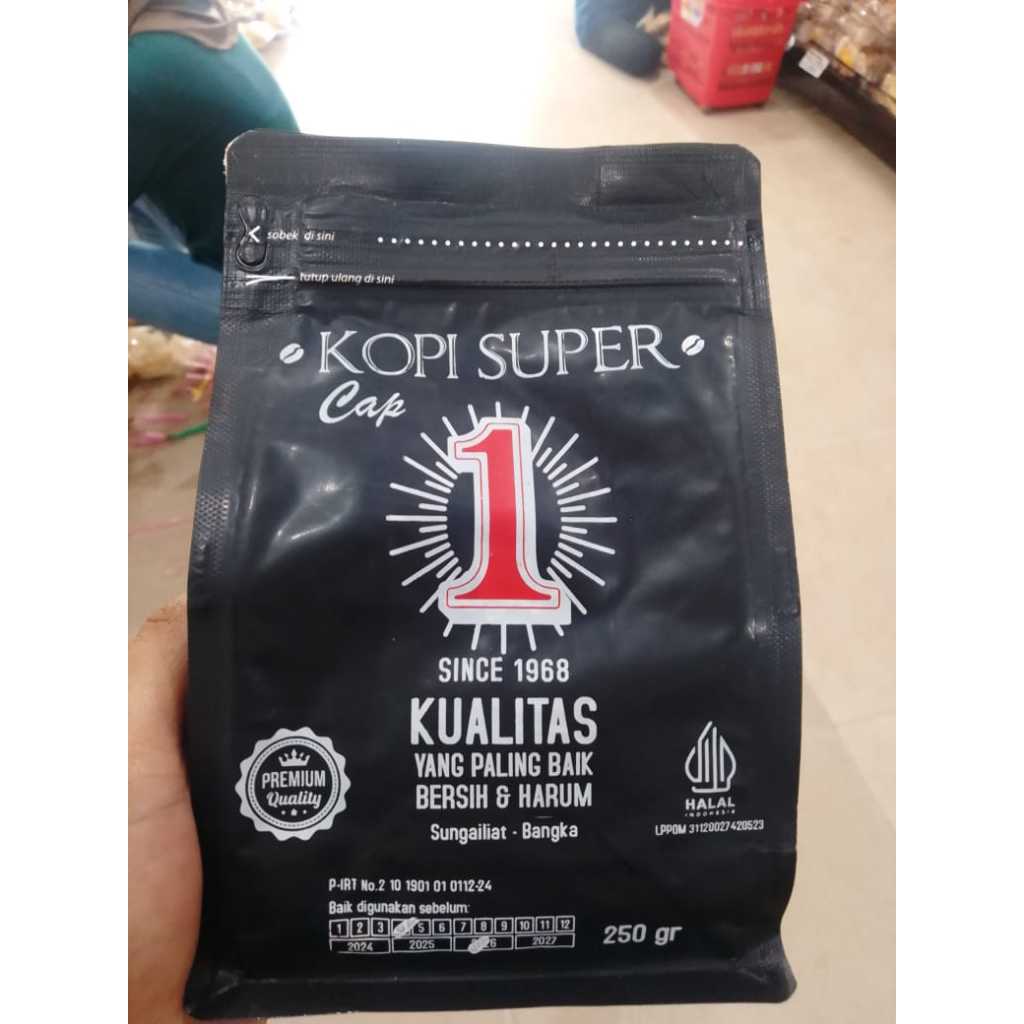 sobek di sini
tutup ulang di sini
KOPI SUPER
Cap
1
SINCE 1968
KUALITAS
YANG PALING BAIK
BERSIH & HARUM
Sungailiat - Bangka
PREMIUM
Quality
HALAL
INDONESIA
LPPOM 31120027420523
P-IRT No.2 10 1901 01 0112-24
Baik digunakan sebelum:
1 2 3 5 6 7 8 9 10 11 12
2024 2025 2027
250 gr